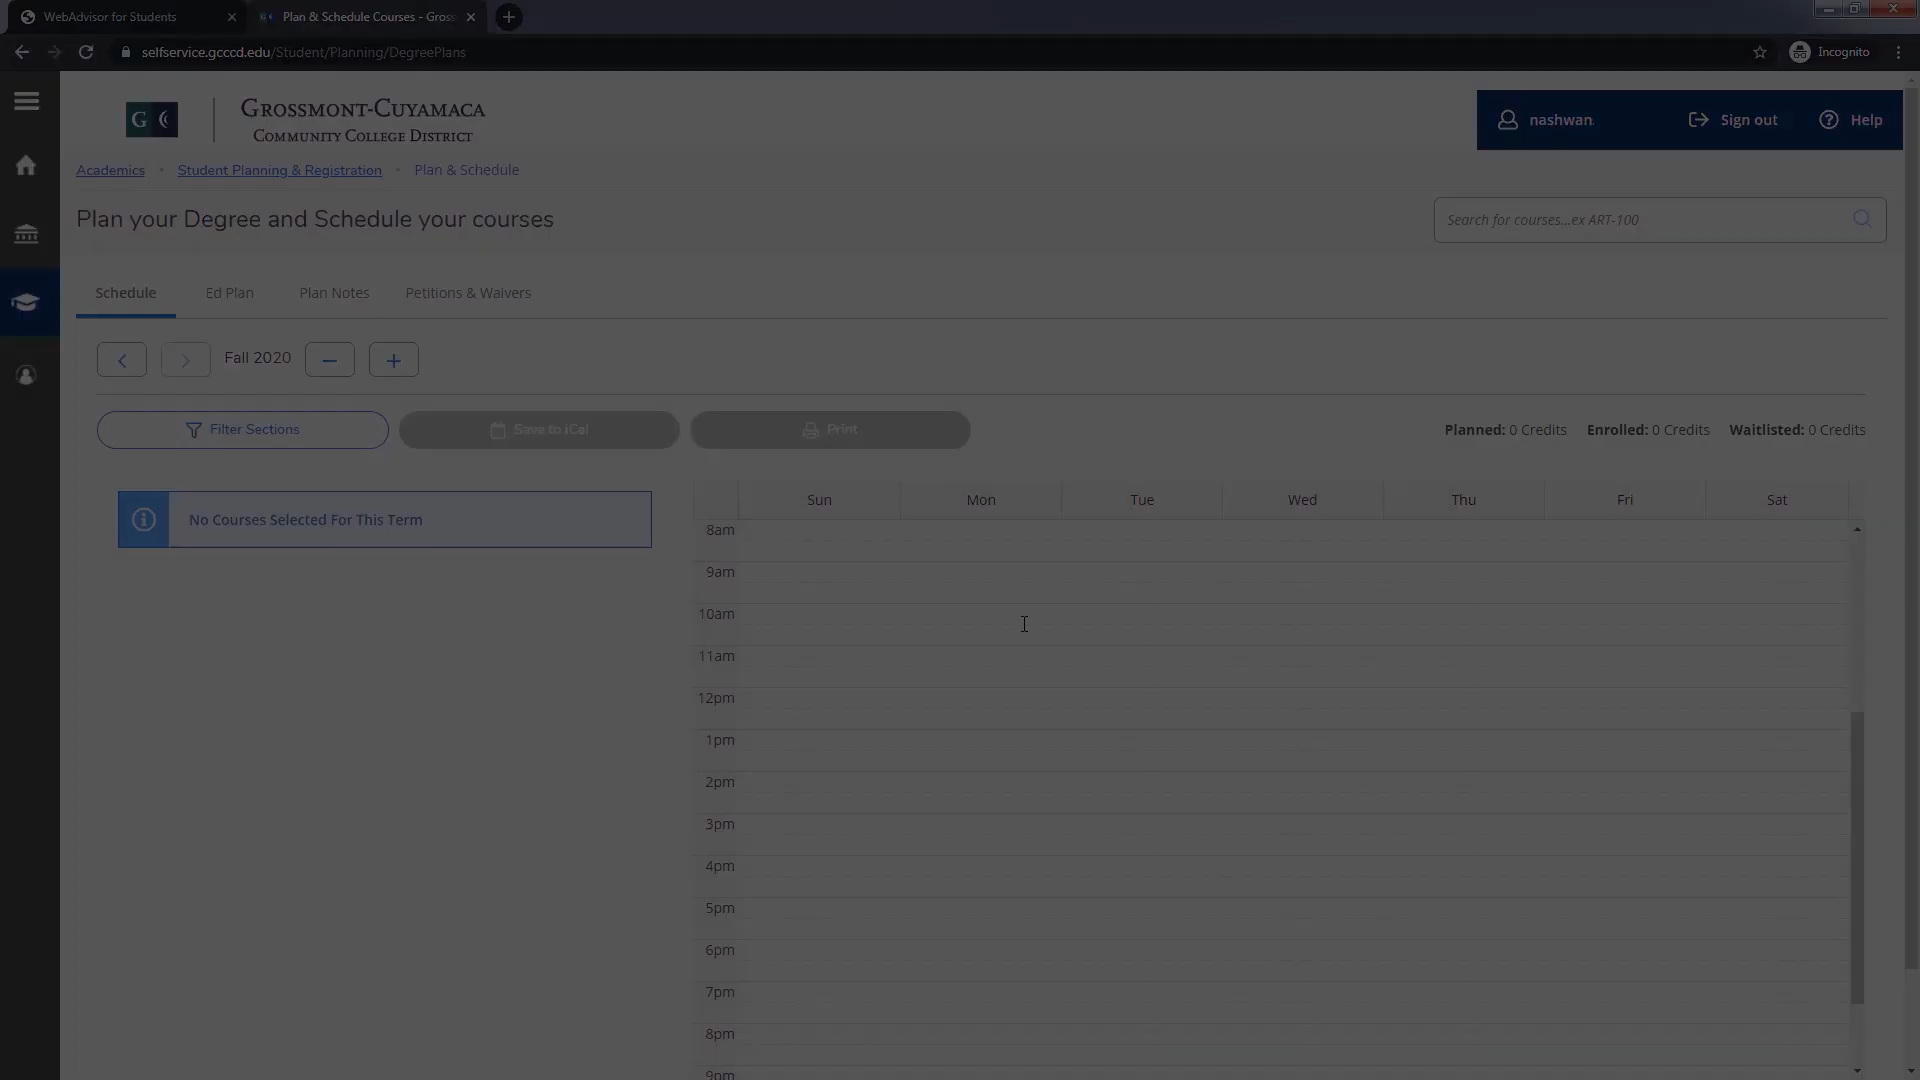 WebAdvisor for Students
Plan & Schedule Courses - Gross
selfservice.gcccd.edu/Student/Planning/DegreePlans
Incognito
G C
GROSSMONT-CUYAMACA
COMMUNITY COLLEGE DISTRICT
nashwan
Sign out
Help
Academics
Student Planning & Registration
Plan & Schedule
Plan your Degree and Schedule your courses
Search for courses...ex ART-100
Schedule
Ed Plan
Plan Notes
Petitions & Waivers
Fall 2020
Filter Sections
Save to iCal
Print
Planned: 0 Credits
Enrolled: 0 Credits
Waitlisted: 0 Credits
No Courses Selected For This Term
Sun
Mon
Tue
Wed
Thu
Fri
Sat
8am
9am
10am
11am
12pm
1pm
2pm
3pm
4pm
5pm
6pm
7pm
8pm
9pm